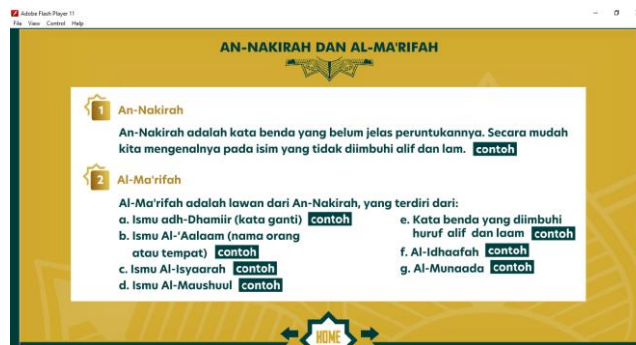 Adobe Flash Player 11
File View Control Help
AN-NAKIRAH DAN AL-MA'RIFAH
1 An-Nakirah
An-Nakirah adalah kata benda yang belum jelas peruntukannya. Secara mudah
kita mengenalnya pada isim yang tidak diimbuhi alif dan lam. contoh
2 Al-Ma'rifah
Al-Ma'rifah adalah lawan dari An-Nakirah, yang terdiri dari:
a. Ismu adh-Dhamiir (kata ganti) contoh
b. Ismu Al-'Aalaam (nama orang
atau tempat) contoh
c. Ismu Al-Isyaarah contoh
d. Ismu Al-Maushuul contoh
e. Kata benda yang diimbuhi
huruf alif dan laam contoh
f. Al-Idhaafah contoh
g. Al-Munaada contoh
HOME